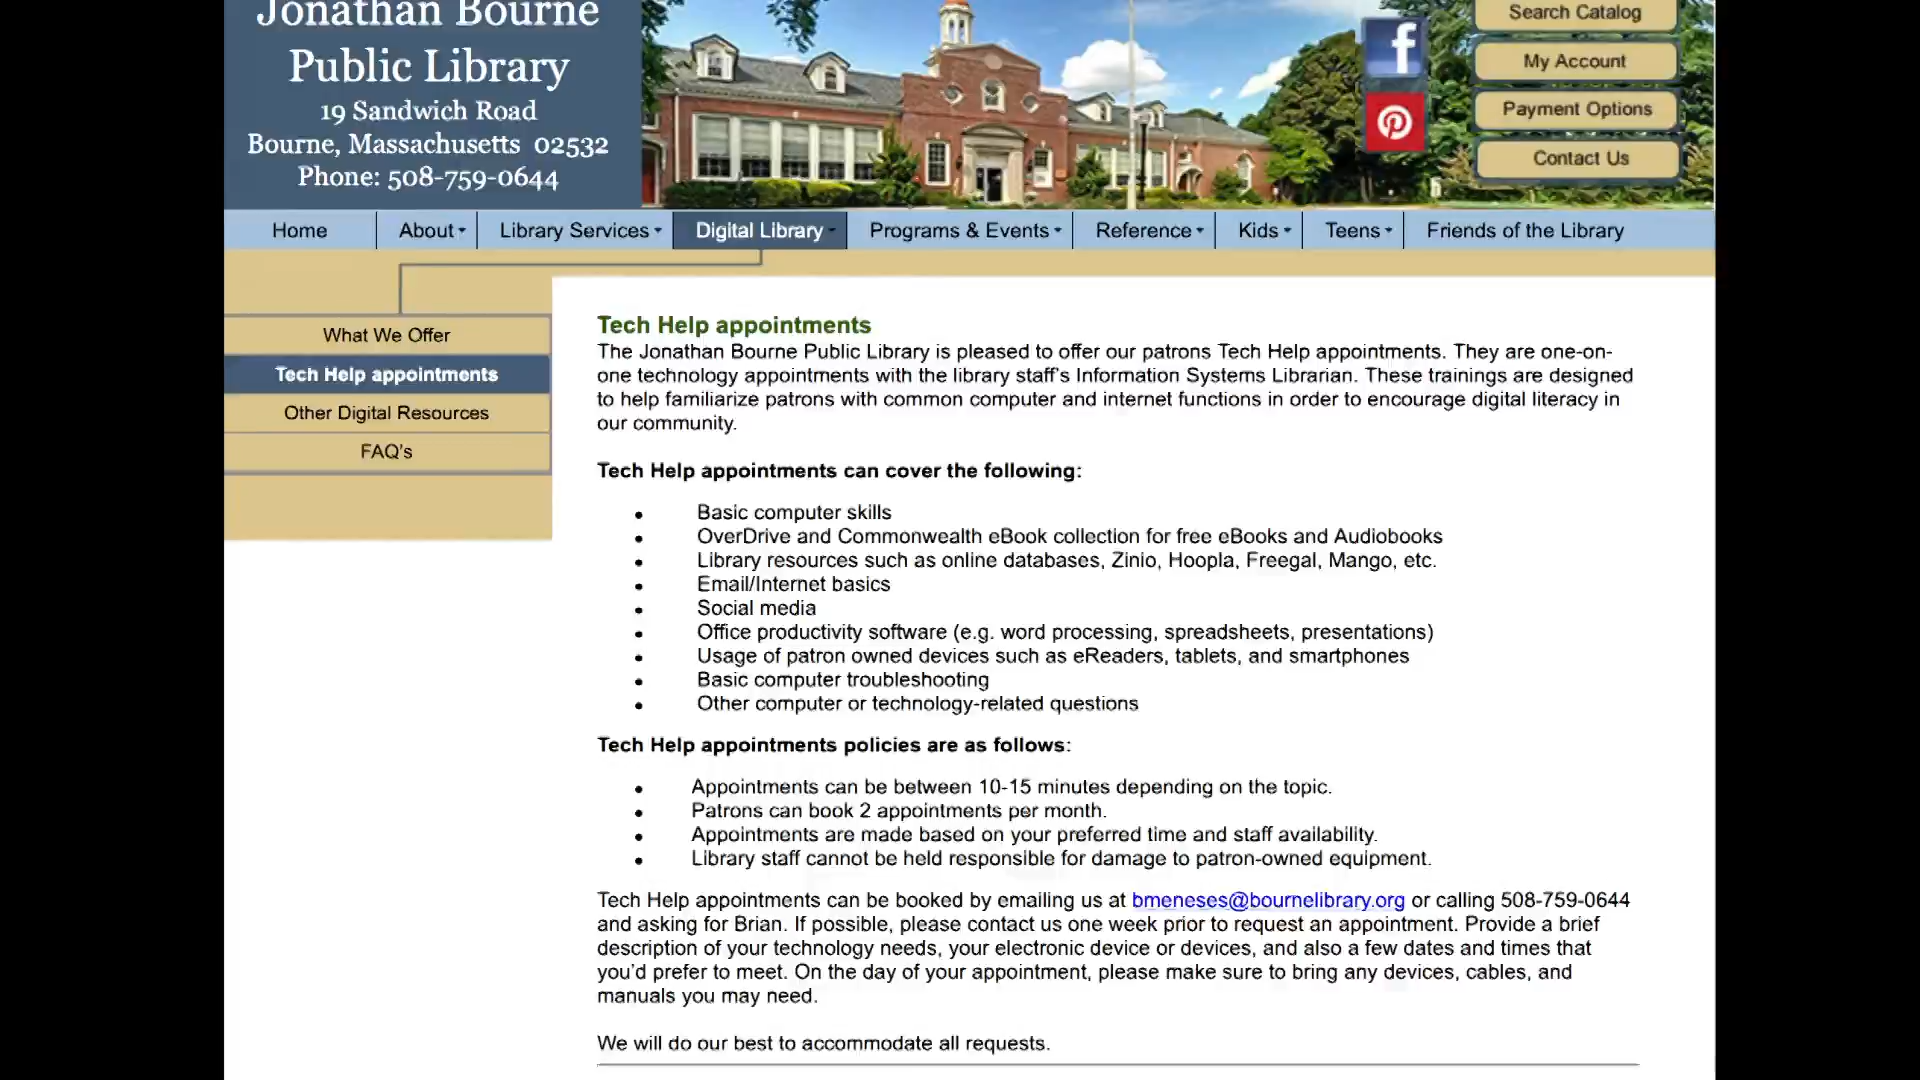 Jonathan Bourne
Public Library
19 Sandwich Road
Bourne, Massachusetts 02532
Phone: 508-759-0644
f
Search Catalog
My Account
Payment Options
Contact Us
Home
About
Library Services
Digital Library
Programs & Events
Reference
Kids
Teens
Friends of the Library
What We Offer
Tech Help appointments
Other Digital Resources
FAQ's
Tech Help appointments
The Jonathan Bourne Public Library is pleased to offer our patrons Tech Help appointments. They are one-on-
one technology appointments with the library staff's Information Systems Librarian. These trainings are designed
to help familiarize patrons with common computer and internet functions in order to encourage digital literacy in
our community.
Tech Help appointments can cover the following:
• Basic computer skills
• OverDrive and Commonwealth eBook collection for free eBooks and Audiobooks
• Library resources such as online databases, Zinio, Hoopla, Freegal, Mango, etc.
• Email/Internet basics
• Social media
• Office productivity software (e.g. word processing, spreadsheets, presentations)
• Usage of patron owned devices such as eReaders, tablets, and smartphones
• Basic computer troubleshooting
• Other computer or technology-related questions
Tech Help appointments policies are as follows:
• Appointments can be between 10-15 minutes depending on the topic.
• Patrons can book 2 appointments per month.
• Appointments are made based on your preferred time and staff availability.
• Library staff cannot be held responsible for damage to patron-owned equipment.
Tech Help appointments can be booked by emailing us at bmeneses@bournelibrary.org or calling 508-759-0644
and asking for Brian. If possible, please contact us one week prior to request an appointment. Provide a brief
description of your technology needs, your electronic device or devices, and also a few dates and times that
you'd prefer to meet. On the day of your appointment, please make sure to bring any devices, cables, and
manuals you may need.
We will do our best to accommodate all requests.